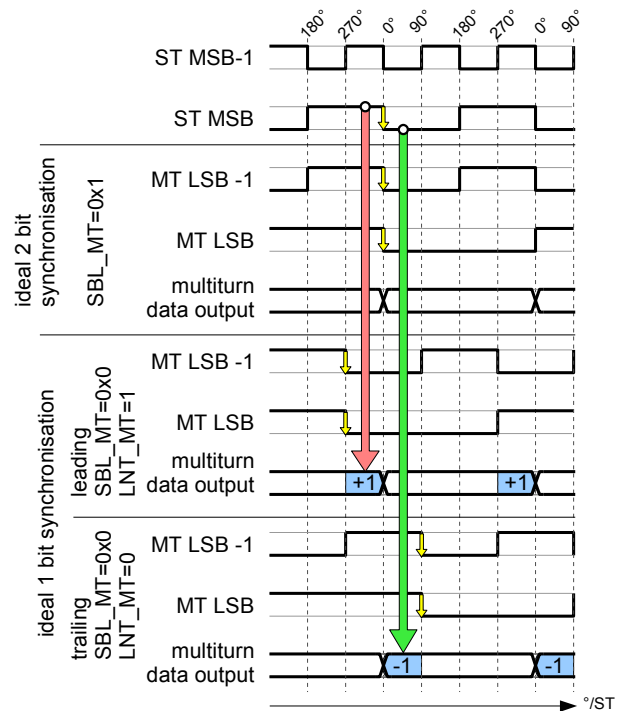 180° 270° 0° 90° 180° 270° 0° 90°
ST MSB-1
ST MSB
ideal 2 bit
synchronisation
SBL_MT=0x1
MT LSB -1
MT LSB
multiturn
data output
ideal 1 bit synchronisation
leading
SBL_MT=0x0
LNT_MT=1
MT LSB -1
MT LSB
multiturn
data output
+1 +1
trailing
SBL_MT=0x0
LNT_MT=0
MT LSB -1
MT LSB
multiturn
data output
-1 -1
°/ST